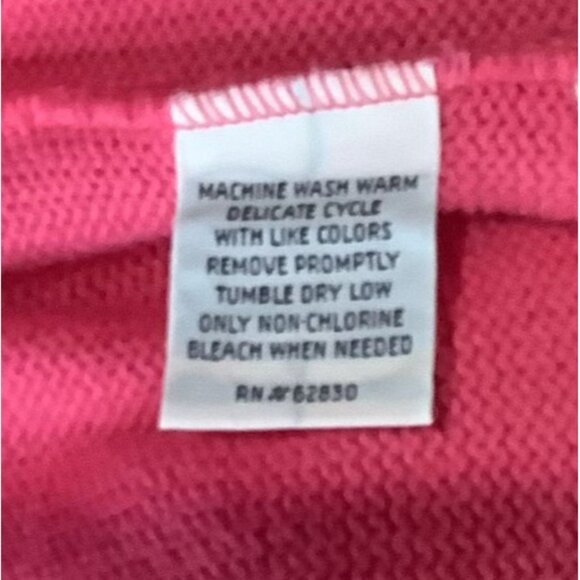 MACHINE WASH WARM
DELICATE CYCLE
WITH LIKE COLORS
REMOVE PROMPTLY
TUMBLE DRY LOW
ONLY NON-CHLORINE
BLEACH WHEN NEEDED
RN # 62830